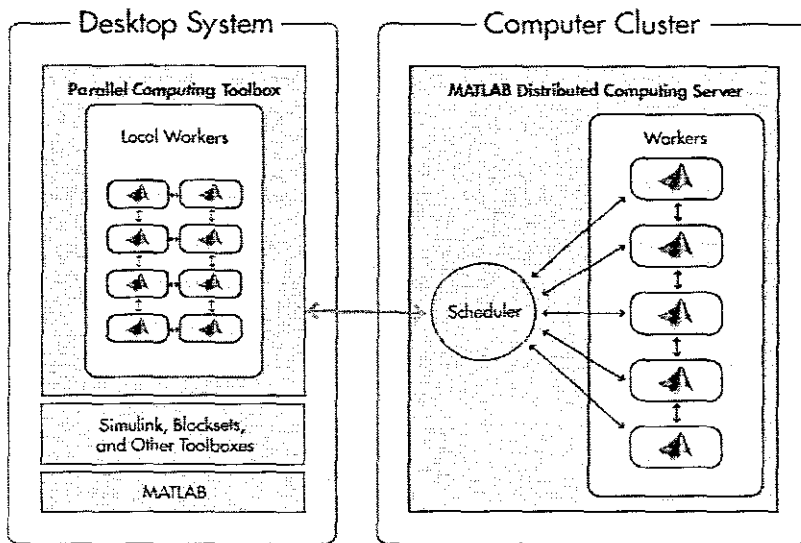 Desktop System
Parallel Computing Toolbox
Local Workers
Simulink, Blocksets,
and Other Toolboxes
MATLAB
Computer Cluster
MATLAB Distributed Computing Server
Workers
Scheduler